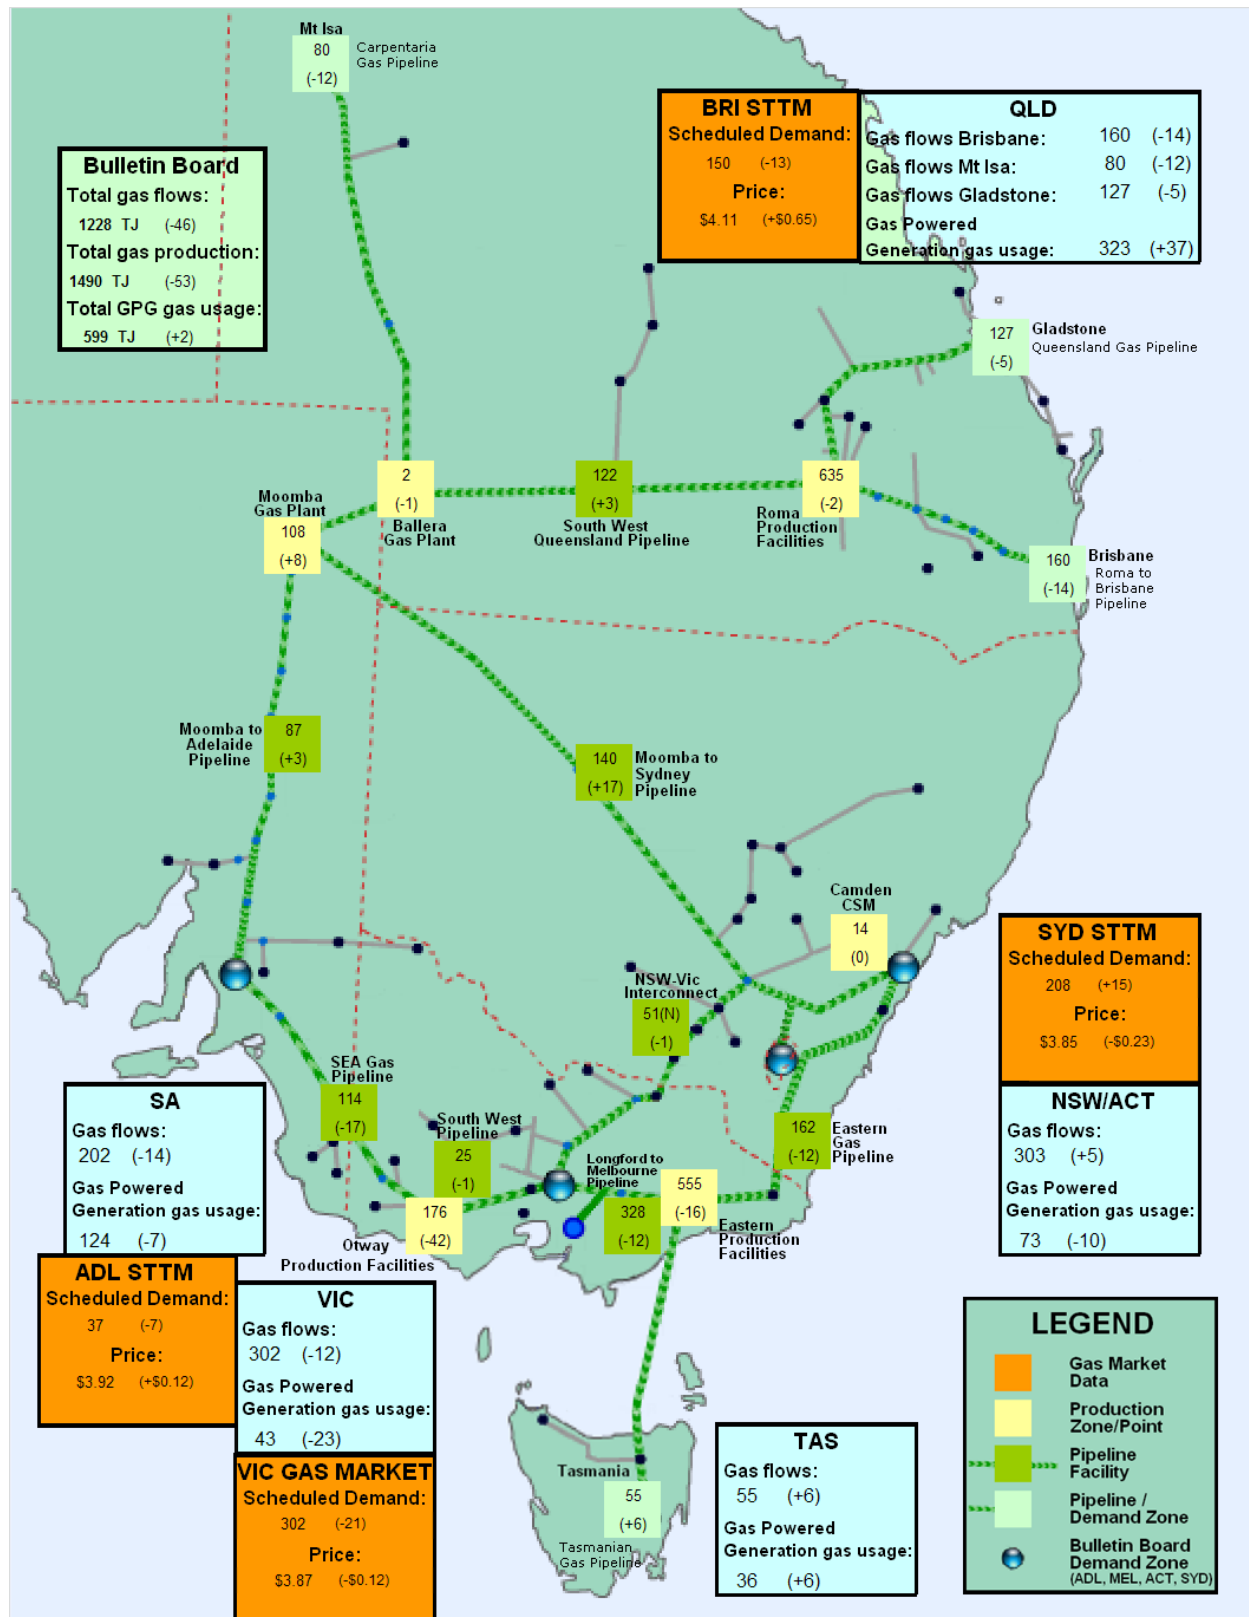 Mt Isa
80
(-12)
Carpentaria
Gas Pipeline
BRI STTM
Scheduled Demand:
150 (-13)
Price:
$4.11 (+$0.65)
QLD
Gas flows Brisbane: 160 (-14)
Gas flows Mt Isa: 80 (-12)
Gas flows Gladstone: 127 (-5)
Gas Powered
Generation gas usage: 323 (+37)
Bulletin Board
Total gas flows:
1228 TJ (-46)
Total gas production:
1490 TJ (-53)
Total GPG gas usage:
599 TJ (+2)
127
(-5)
Gladstone
Queensland Gas Pipeline
2
(-1)
Ballera
Gas Plant
122
(+3)
South West
Queensland Pipeline
635
(-2)
Roma
Production
Facilities
Moomba
Gas Plant
108
(+8)
160
(-14)
Brisbane
Roma to
Brisbane
Pipeline
Moomba to
Adelaide
Pipeline
87
(+3)
140
(+17)
Moomba to
Sydney
Pipeline
Camden
CSM
14
(0)
SYD STTM
Scheduled Demand:
208 (+15)
Price:
$3.85 (-$0.23)
NSW-Vic
Interconnect
51(N)
(-1)
SEA Gas
Pipeline
114
(-17)
South West
Pipeline
25
(-1)
162
(-12)
Eastern
Gas
Pipeline
NSW/ACT
Gas flows:
303 (+5)
Gas Powered
Generation gas usage:
73 (-10)
SA
Gas flows:
202 (-14)
Gas Powered
Generation gas usage:
124 (-7)
Longford to
Melbourne
Pipeline
328
(-12)
555
(-16)
Eastern
Production
Facilities
176
(-42)
Otway
Production Facilities
ADL STTM
Scheduled Demand:
37 (-7)
Price:
$3.92 (+$0.12)
VIC
Gas flows:
302 (-12)
Gas Powered
Generation gas usage:
43 (-23)
VIC GAS MARKET
Scheduled Demand:
302 (-21)
Price:
$3.87 (-$0.12)
Tasmania
55
(+6)
Tasmanian
Gas Pipeline
TAS
Gas flows:
55 (+6)
Gas Powered
Generation gas usage:
36 (+6)
LEGEND
Gas Market
Data
Production
Zone/Point
Pipeline
Facility
Pipeline /
Demand Zone
Bulletin Board
Demand Zone
(ADL, MEL, ACT, SYD)